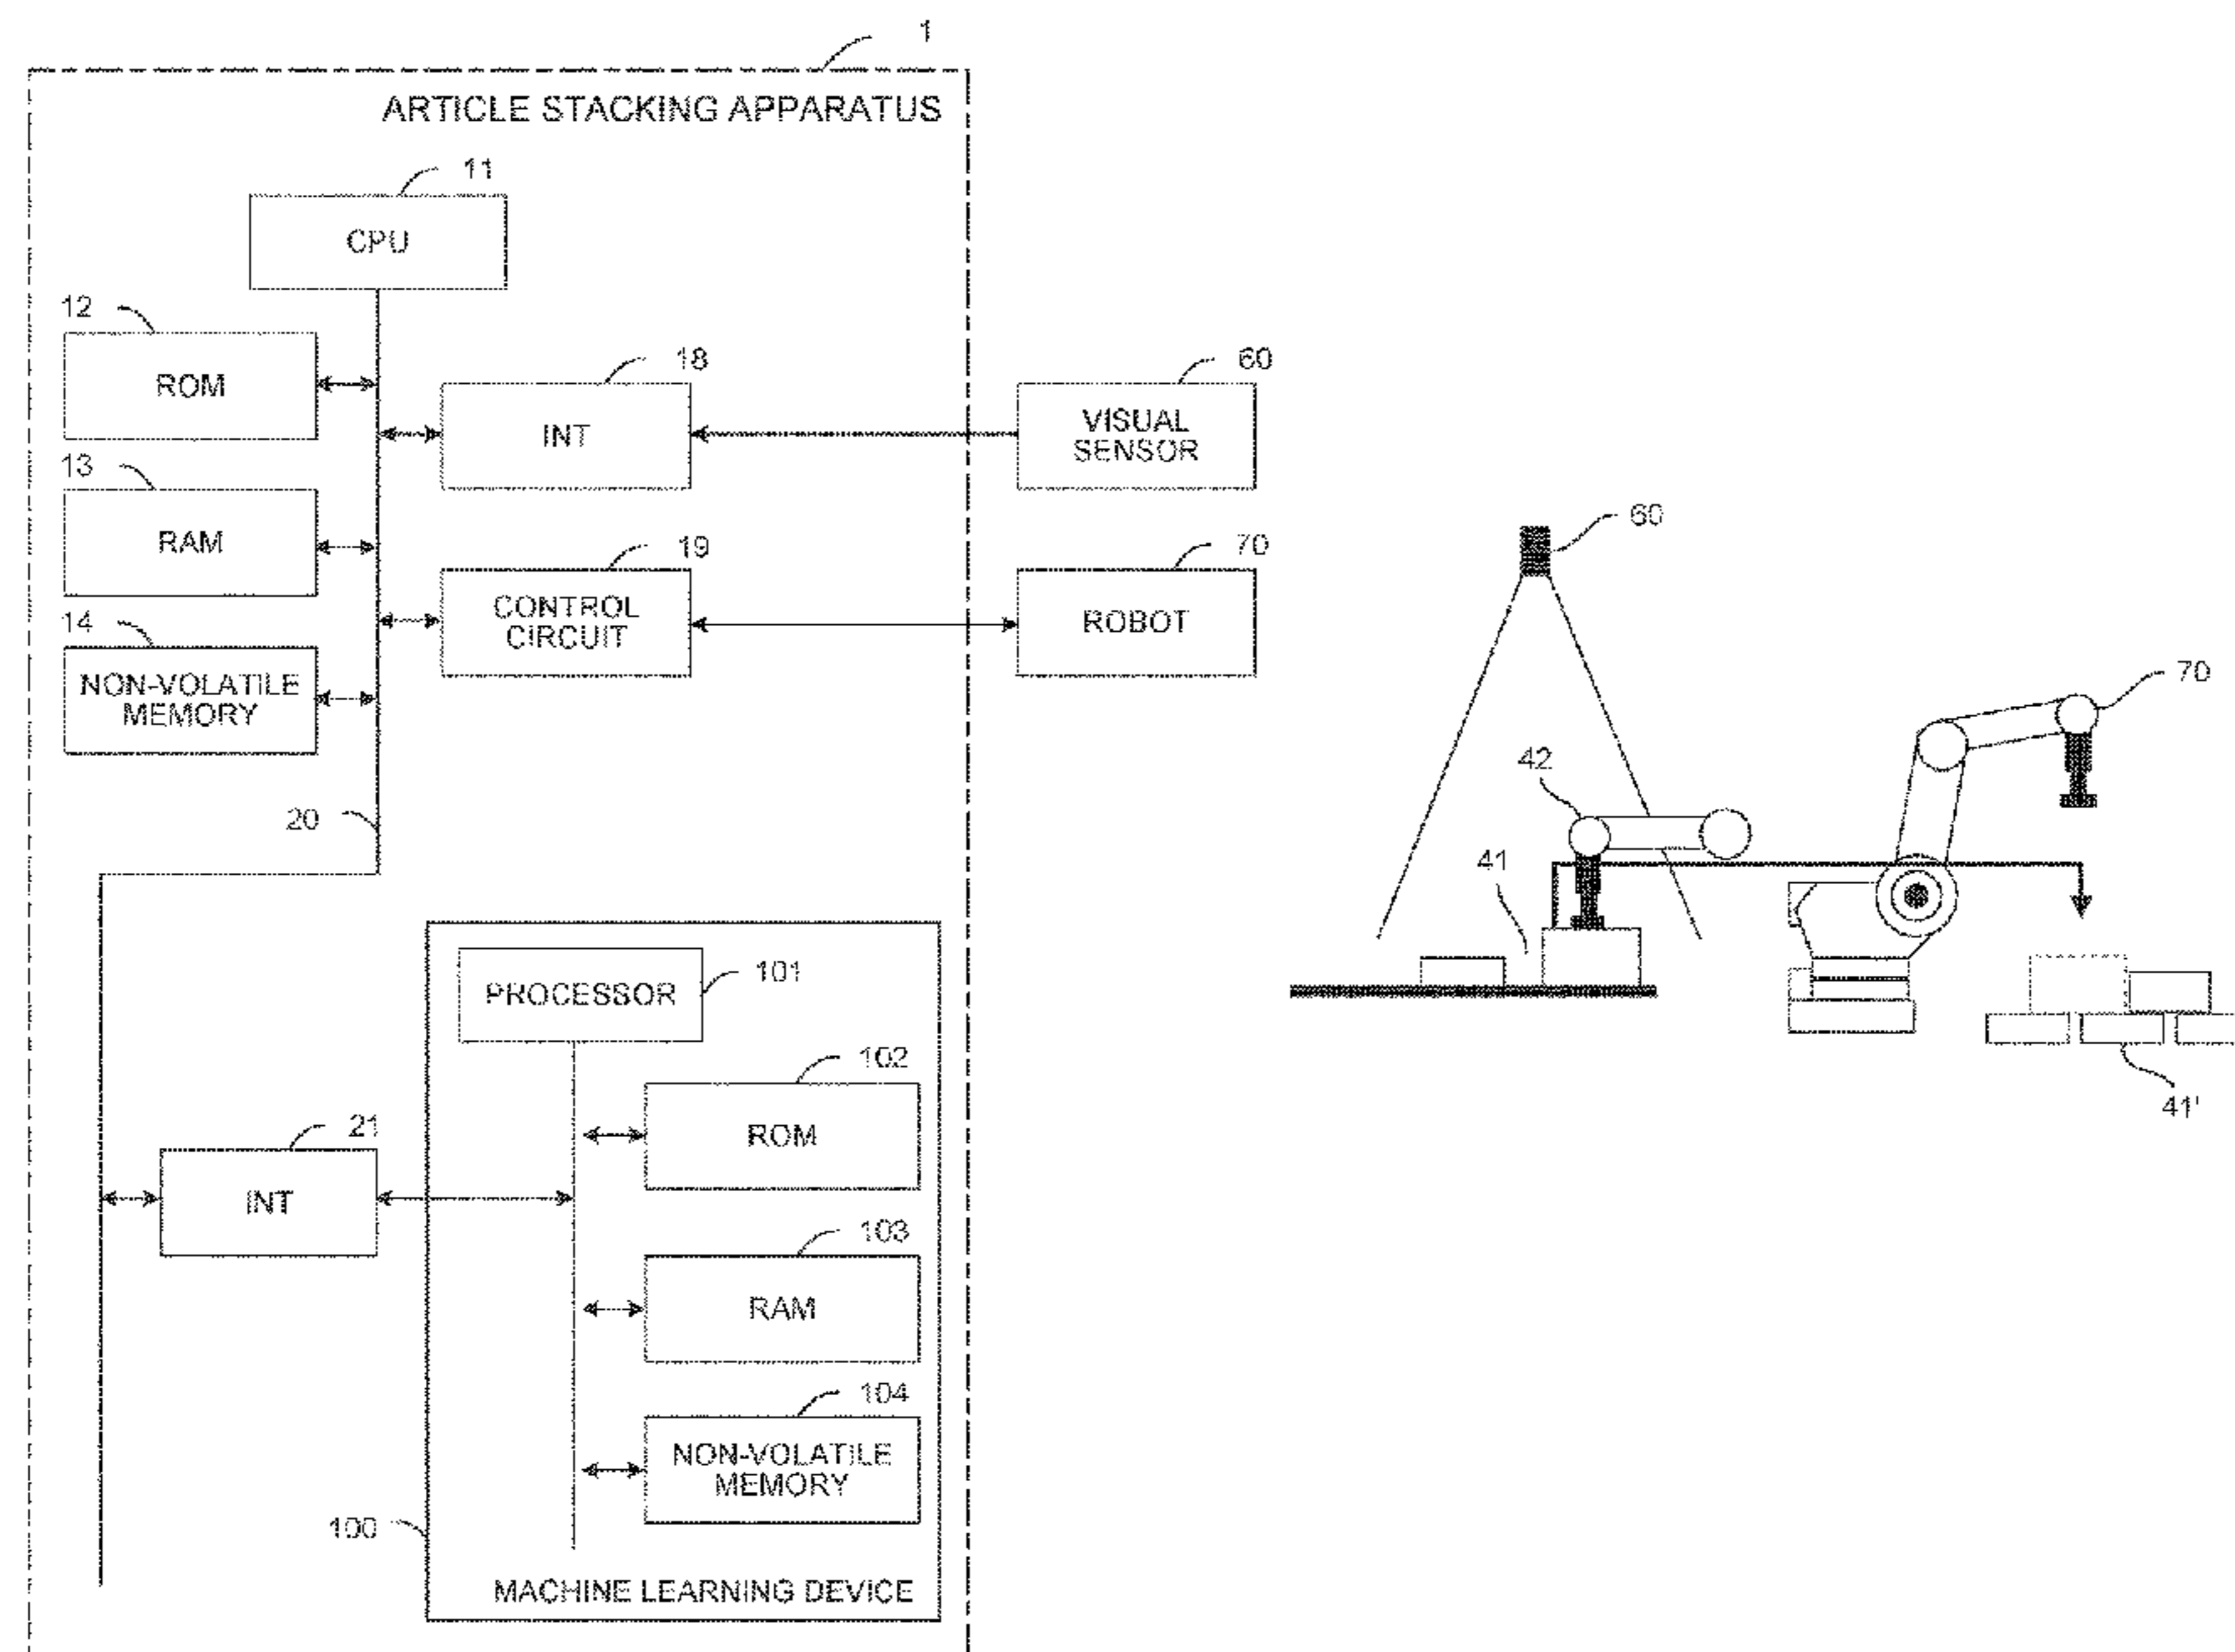 1
ARTICLE STACKING APPARATUS
11
CPU
12
ROM
18
INT
60
VISUAL
SENSOR
13
RAM
19
CONTROL
CIRCUIT
70
ROBOT
14
NON-VOLATILE
MEMORY
20
60
70
42
41
41'
PROCESSOR
101
102
ROM
21
INT
103
RAM
104
NON-VOLATILE
MEMORY
100
MACHINE LEARNING DEVICE